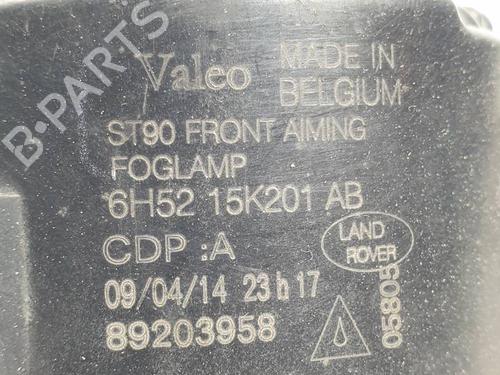 Valeo
MADE IN
BELGIUM
ST90 FRONT AIMING
FOGLAMP
6H52 15K201 AB
CDP :A
LAND
ROVER
09/04/14 23 h 17
89203958
05805
B-PARTS